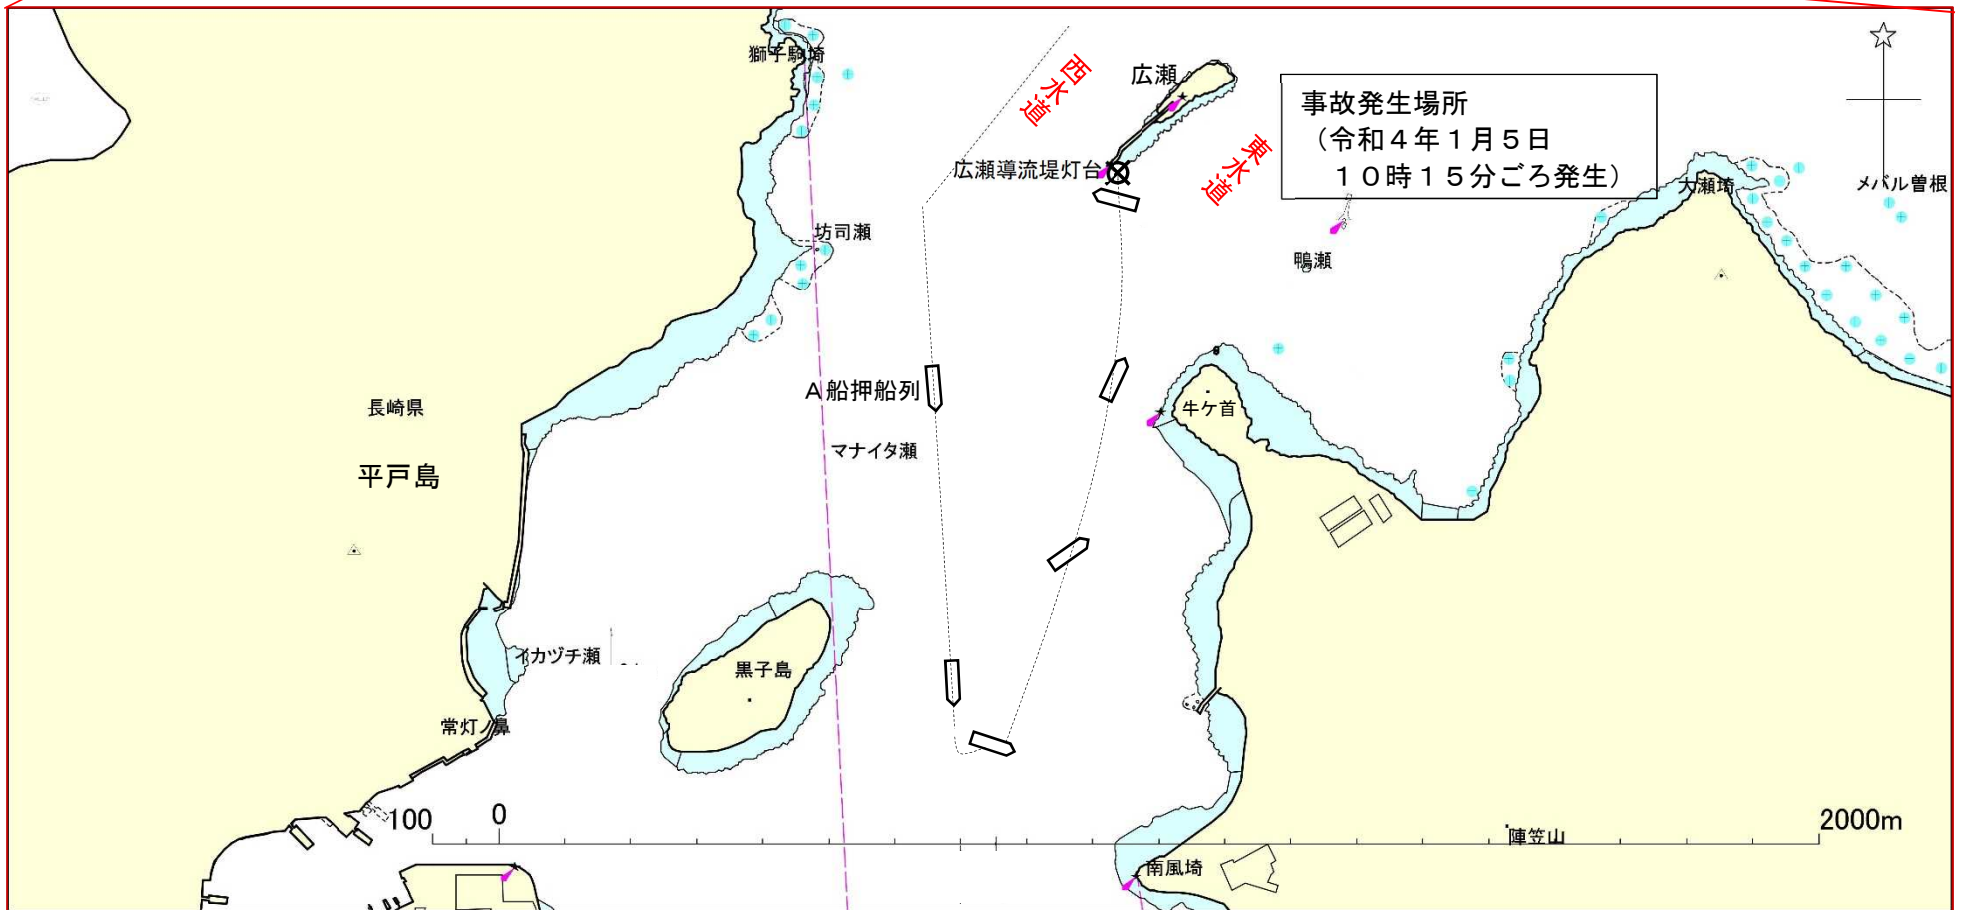 獅子駒埼
西水道
広瀬
事故発生場所
（令和４年１月５日
１０時１５分ごろ発生）
東水道
広瀬導流堤灯台
大瀬埼
メバル曽根
坊司瀬
鴨瀬
Ａ船押船列
長崎県
牛ケ首
マナイタ瀬
平戸島
イカヅチ瀬
黒子島
常灯ノ鼻
100
0
2000m
陣笠山
南風埼